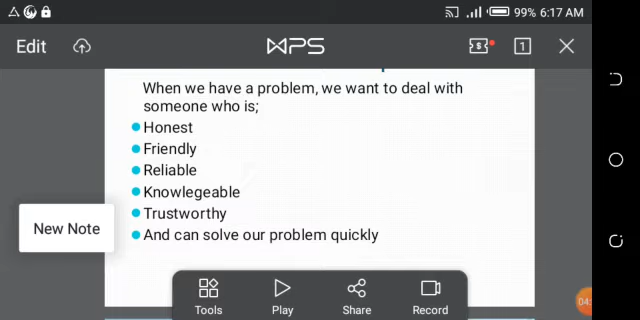 99% 6:17 AM
Edit
WPS
$
1
When we have a problem, we want to deal with
someone who is;
Honest
Friendly
Reliable
Knowlegeable
Trustworthy
And can solve our problem quickly
New Note
Tools
Play
Share
Record